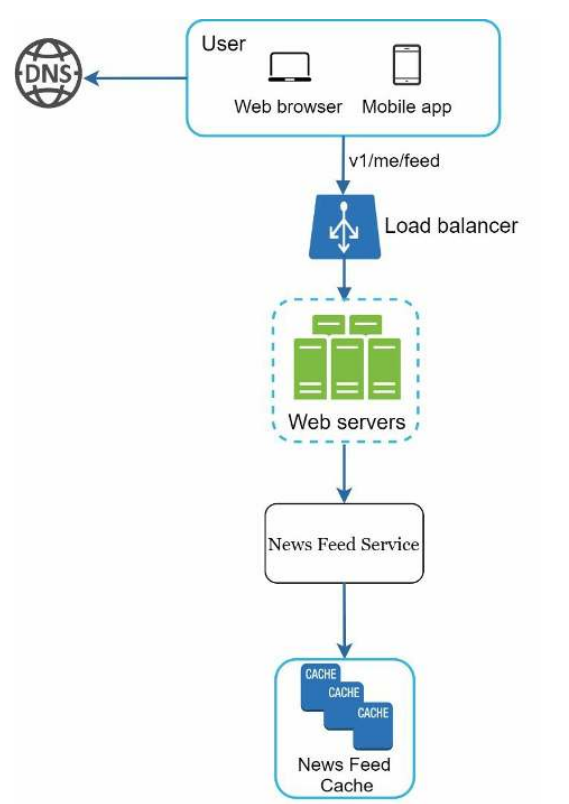 User
DNS
Web browser
Mobile app
v1/me/feed
Load balancer
Web servers
News Feed Service
CACHE
CACHE
CACHE
News Feed
Cache